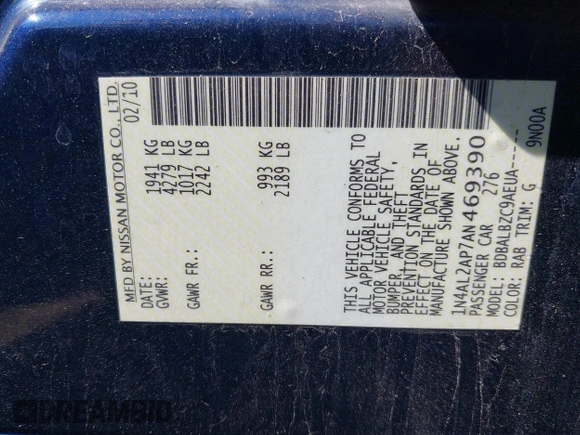 MFD BY NISSAN MOTOR CO., LTD.
DATE: 02/10
GVWR: 1941 KG
4279 LB
GAWR FR.: 1017 KG
2242 LB
GAWR RR.: 993 KG
2189 LB
THIS VEHICLE CONFORMS TO
ALL APPLICABLE FEDERAL
MOTOR VEHICLE SAFETY,
BUMPER, AND THEFT
PREVENTION STANDARDS IN
EFFECT ON THE DATE OF
MANUFACTURE SHOWN ABOVE.
1N4AL2AP7AN469390
PASSENGER CAR 276
MODEL: BDBALBZC9AEUA-----
COLOR: RAB TRIM: G 9N00A
DREAMBID